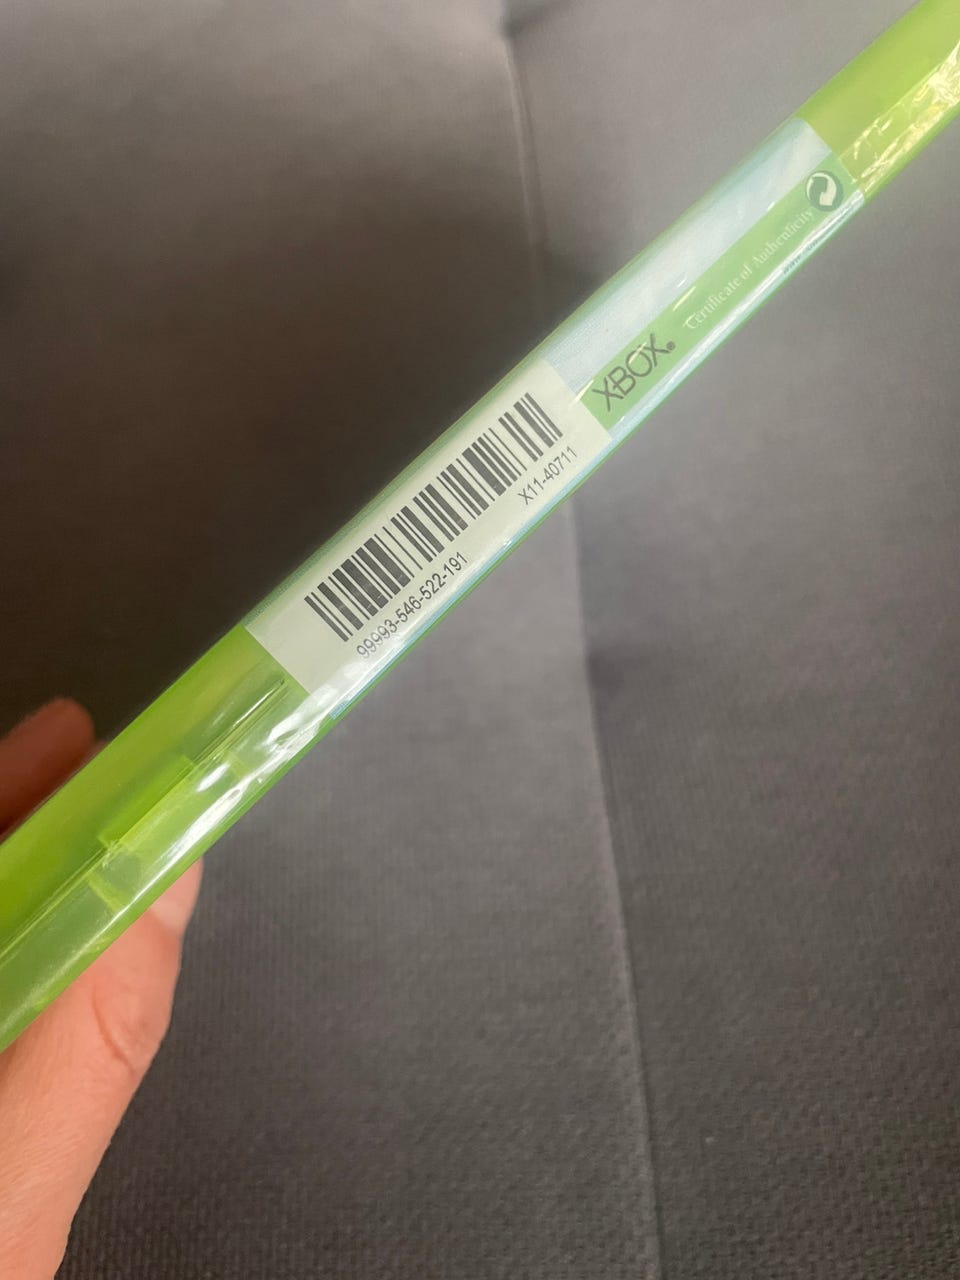 XBOX® Certificate of Authenticity
X11-40711
99993-546-522-191